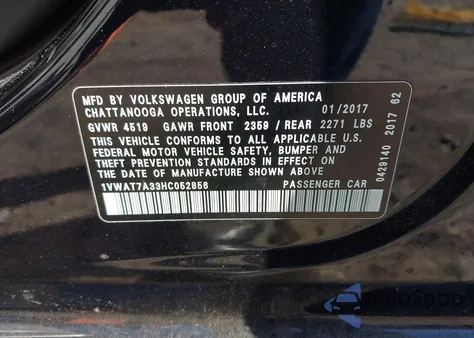 MFD BY VOLKSWAGEN GROUP OF AMERICA
CHATTANOOGA OPERATIONS, LLC. 01/2017
GVWR 4519 GAWR FRONT 2359 / REAR 2271 LBS
THIS VEHICLE CONFORMS TO ALL APPLICABLE U.S.
FEDERAL MOTOR VEHICLE SAFETY, BUMPER AND
THEFT PREVENTION STANDARDS IN EFFECT ON
THE DATE OF MANUFACTURE SHOWN ABOVE.
1VWAT7A33HC052856 PASSENGER CAR
0429140 2017 62